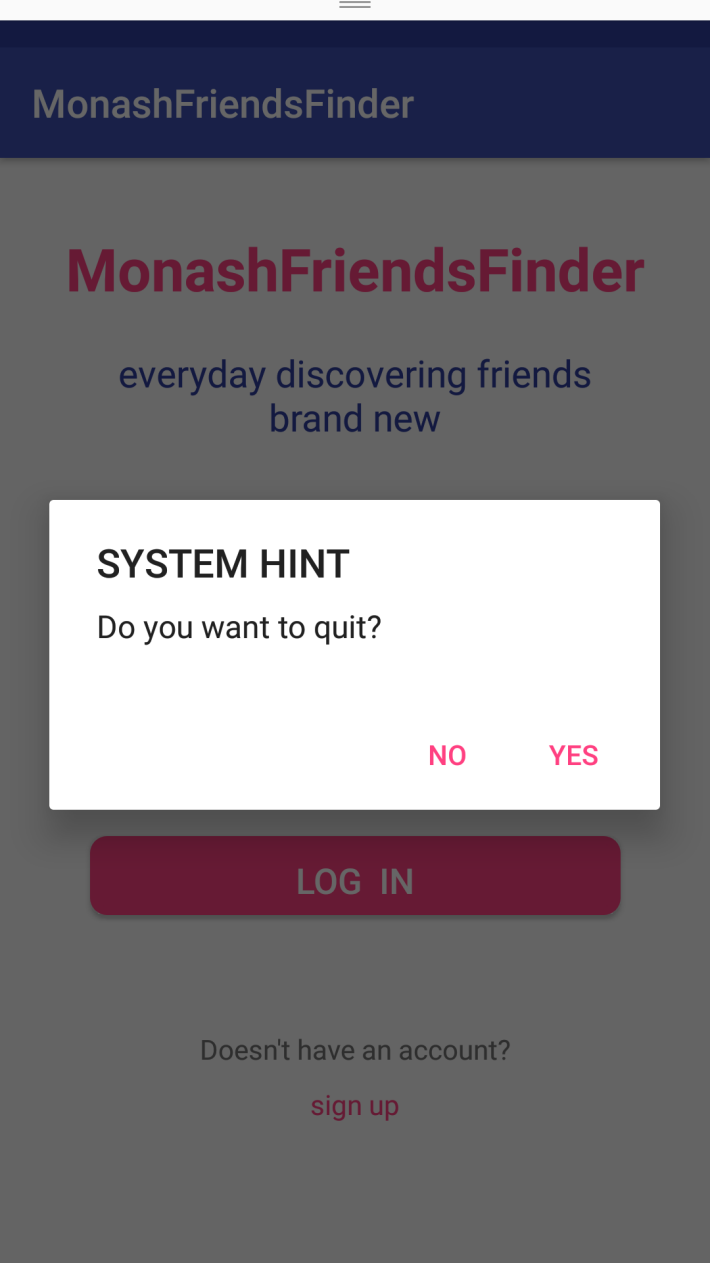 MonashFriendsFinder
MonashFriendsFinder
everyday discovering friends
brand new
SYSTEM HINT
Do you want to quit?
NO YES
LOG IN
Doesn't have an account?
sign up